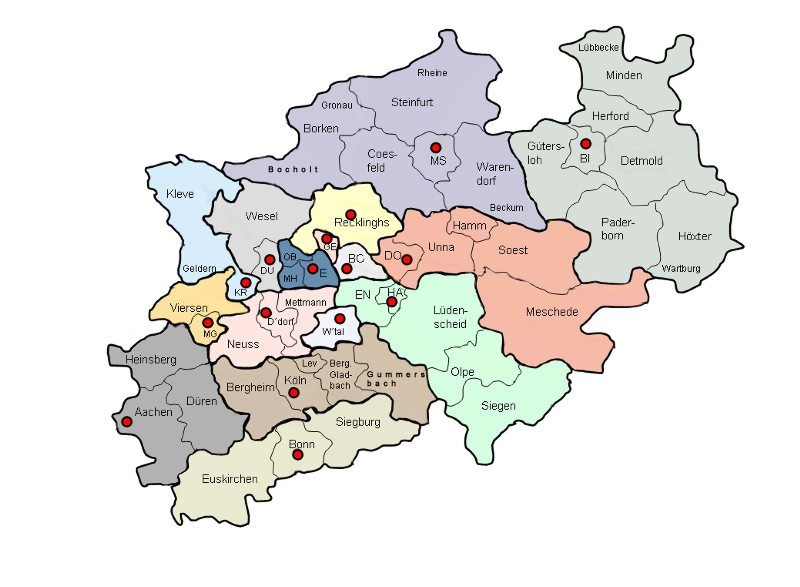 Lübbecke
Minden
Rheine
Steinfurt
Gronau
Borken
Herford
Coes-
feld
MS
Güters-
loh
BI
Detmold
Bocholt
Waren-
dorf
Beckum
Kleve
Wesel
Recklinghs
Hamm
Unna
Soest
Pader-
born
Höxter
Wartburg
GE
DO
BC
OB
E
MH
DU
Geldern
KR
EN
HA
Mettmann
Viersen
MG
D´dorf
W'tal
Neuss
Lüden-
scheid
Meschede
Heinsberg
Lev
Berg.
Glad-
bach
Gummers
bach
Olpe
Bergheim
Köln
Düren
Aachen
Siegen
Siegburg
Bonn
Euskirchen